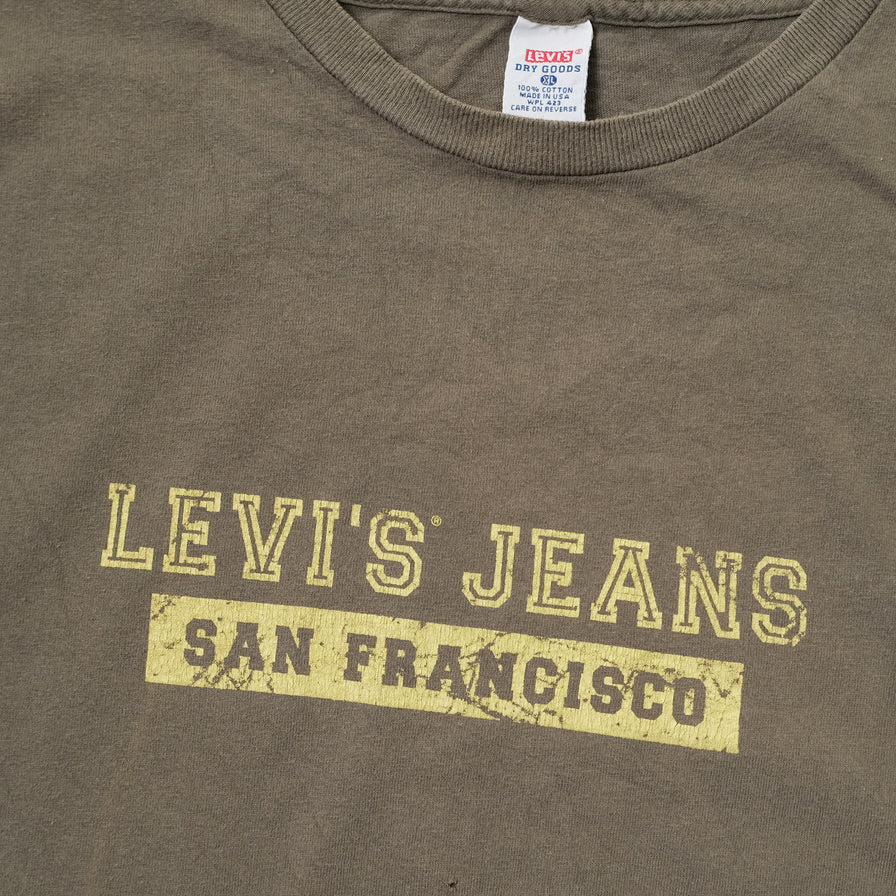 Levi's®
DRY GOODS
XL
100% COTTON
MADE IN USA
WPL 423
CARE ON REVERSE
LEVI'S® JEANS
SAN FRANCISCO